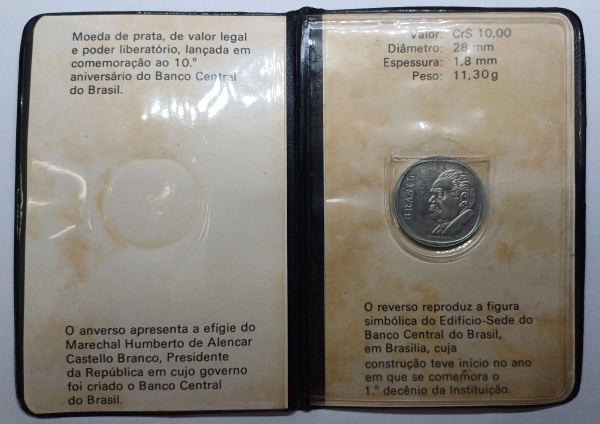 Moeda de prata, de valor legal
e poder liberatório, lançada em
comemoração ao 10.º
aniversário do Banco Central
do Brasil.
O anverso apresenta a efígie do
Marechal Humberto de Alencar
Castello Branco, Presidente
da República em cujo governo
foi criado o Banco Central
do Brasil.
Valor: Cr$ 10,00
Diâmetro: 28 mm
Espessura: 1,8 mm
Peso: 11,30g
BRASIL
O reverso reproduz a figura
simbólica do Edifício-Sede do
Banco Central do Brasil,
em Brasília, cuja
construção teve início no ano
em que se comemora o
1.º decênio da Instituição.